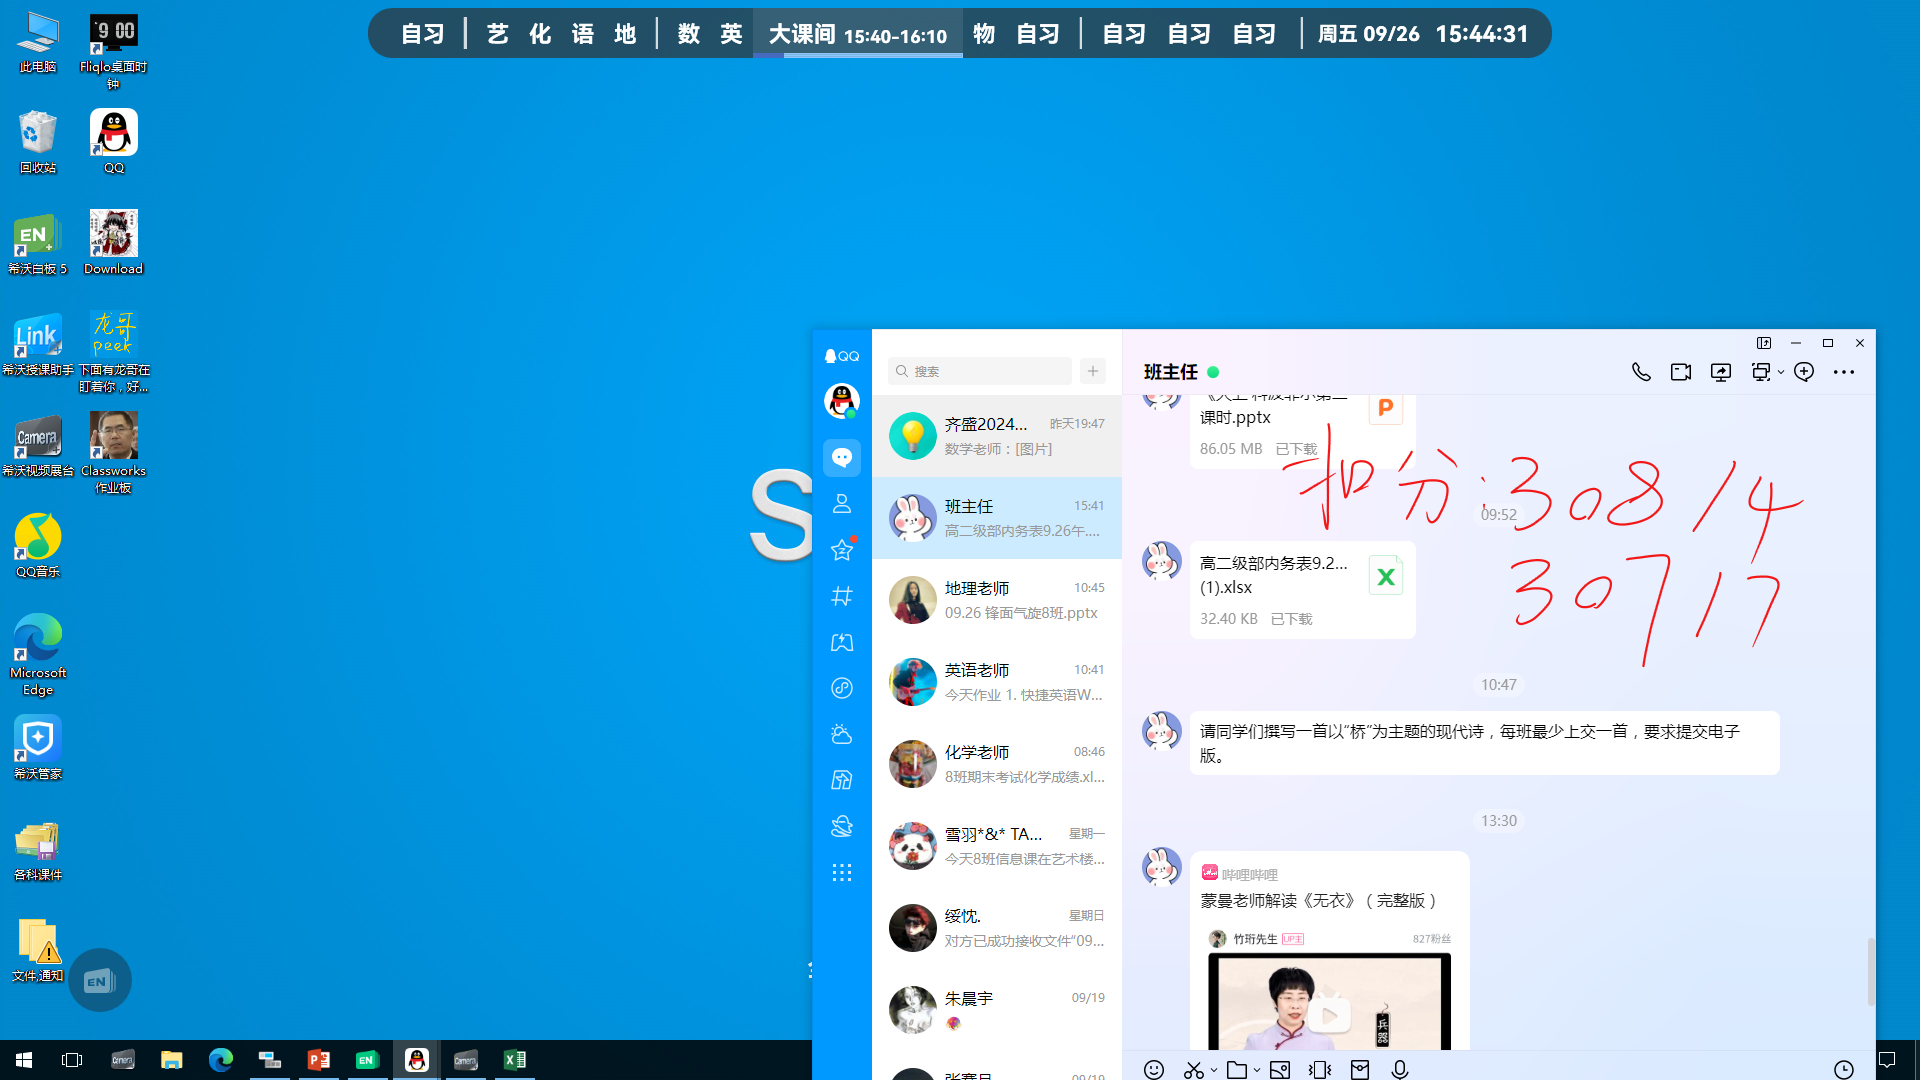 自习 | 艺 化 语 地 | 数 英 大课间 15:40-16:10 物 自习 | 自习 自习 自习 | 周五 09/26 15:44:31
此电脑
Fliqlo桌面时钟
回收站
QQ
EN
希沃白板 5
Download
Link
希沃授课助手
龙哥 peek
下面有龙哥在盯着你，好...
Camera
希沃视频展台
Classworks作业板
QQ音乐
Microsoft Edge
希沃管家
各科课件
文件,通知
EN
S
QQ
搜索
齐盛2024... 昨天19:47
数学老师：[图片]
班主任 15:41
高二级部内务表9.26午....
地理老师 10:45
09.26 锋面气旋8班.pptx
英语老师 10:41
今天作业 1. 快捷英语W...
化学老师 08:46
8班期末考试化学成绩.xl...
雪羽*&* TA... 星期一
今天8班信息课在艺术楼...
绥忱. 星期日
对方已成功接收文件“09...
朱晨宇 09/19
09/19
班主任
课时.pptx
86.05 MB 已下载
扣分:308/4
307/7
09:52
高二级部内务表9.2...
(1).xlsx
32.40 KB 已下载
10:47
请同学们撰写一首以“桥”为主题的现代诗，每班最少上交一首，要求提交电子
版。
13:30
哔哩哔哩
蒙曼老师解读《无衣》（完整版）
竹珩先生 UP主 827粉丝
兵器